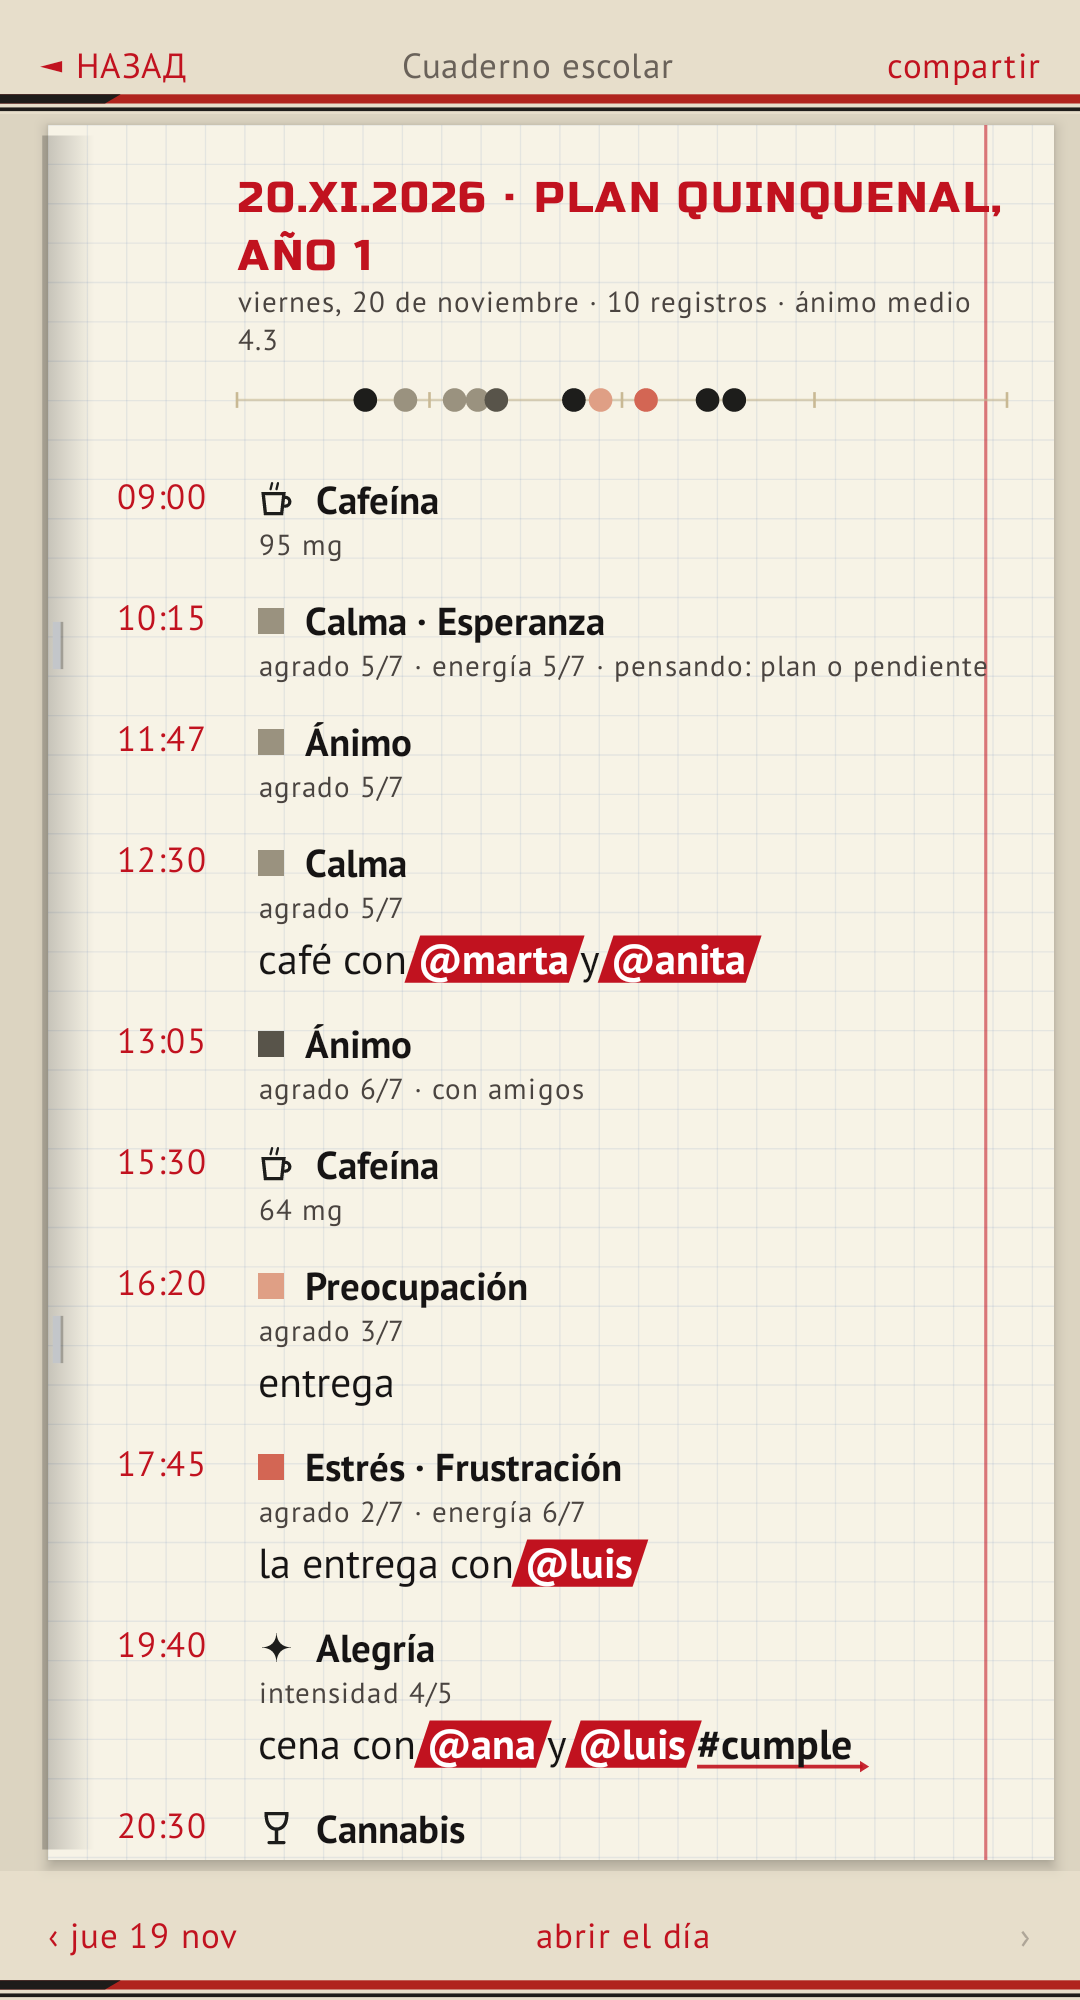 ◄ НАЗАД
Cuaderno escolar
compartir
20.XI.2026 · PLAN QUINQUENAL,
AÑO 1
viernes, 20 de noviembre · 10 registros · ánimo medio
4.3
09:00 Cafeína
95 mg
10:15 Calma · Esperanza
agrado 5/7 · energía 5/7 · pensando: plan o pendiente
11:47 Ánimo
agrado 5/7
12:30 Calma
agrado 5/7
café con @marta y @anita
13:05 Ánimo
agrado 6/7 · con amigos
15:30 Cafeína
64 mg
16:20 Preocupación
agrado 3/7
entrega
17:45 Estrés · Frustración
agrado 2/7 · energía 6/7
la entrega con @luis
19:40 Alegría
intensidad 4/5
cena con @ana y @luis #cumple
20:30 Cannabis
‹ jue 19 nov
abrir el día
›